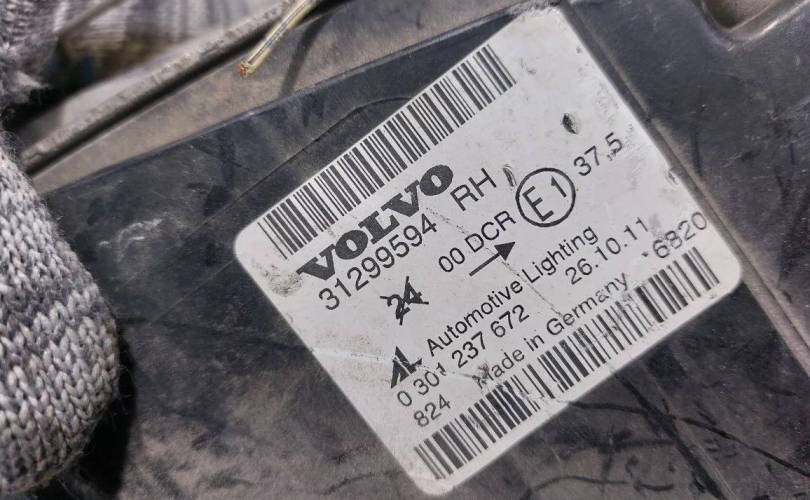 VOLVO
31299594 RH
24 00 DCR E1 37,5
Automotive Lighting
0 301 237 672 26.10.11 6820
824 Made in Germany